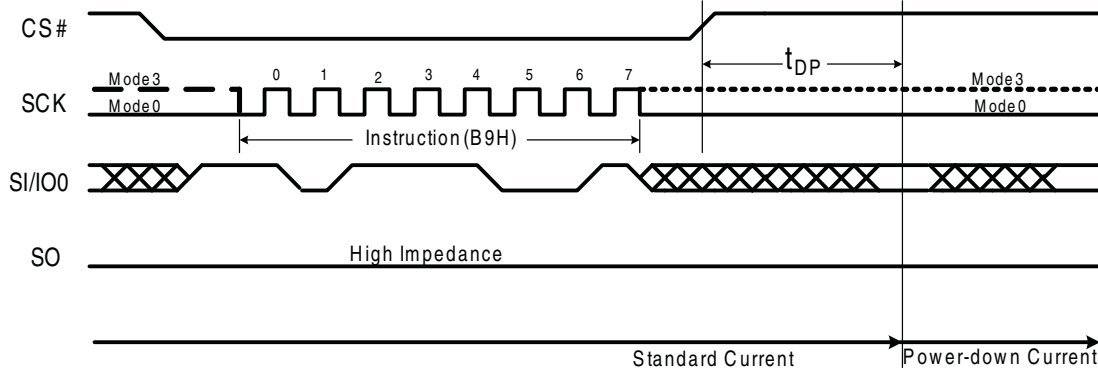 CS#
t_DP
0 1 2 3 4 5 6 7
Mode3 Mode3
SCK
Mode0 Mode0
Instruction(B9H)
SI/IO0
SO
High Impedance
Standard Current Power-down Current